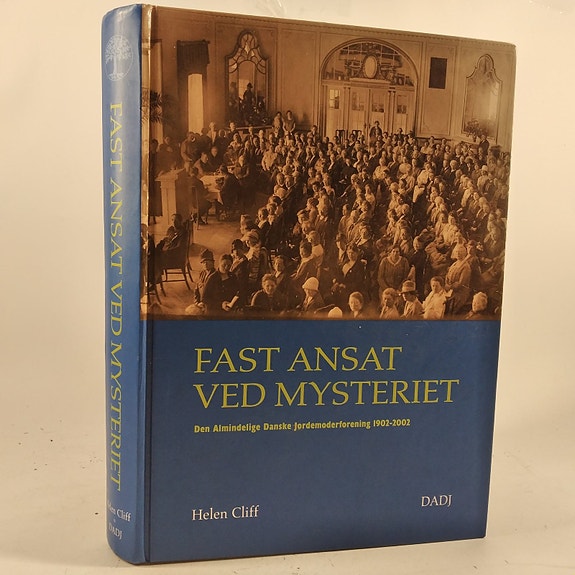 FAST ANSAT
VED MYSTERIET
Den Almindelige Danske Jordemoderforening 1902-2002
Helen Cliff
DADJ
FAST ANSAT VED MYSTERIET
Helen Cliff
DADJ